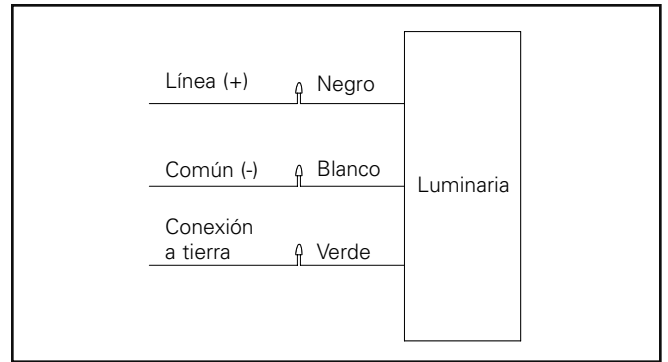 Línea (+) Negro
Común (-) Blanco
Luminaria
Conexión
a tierra Verde